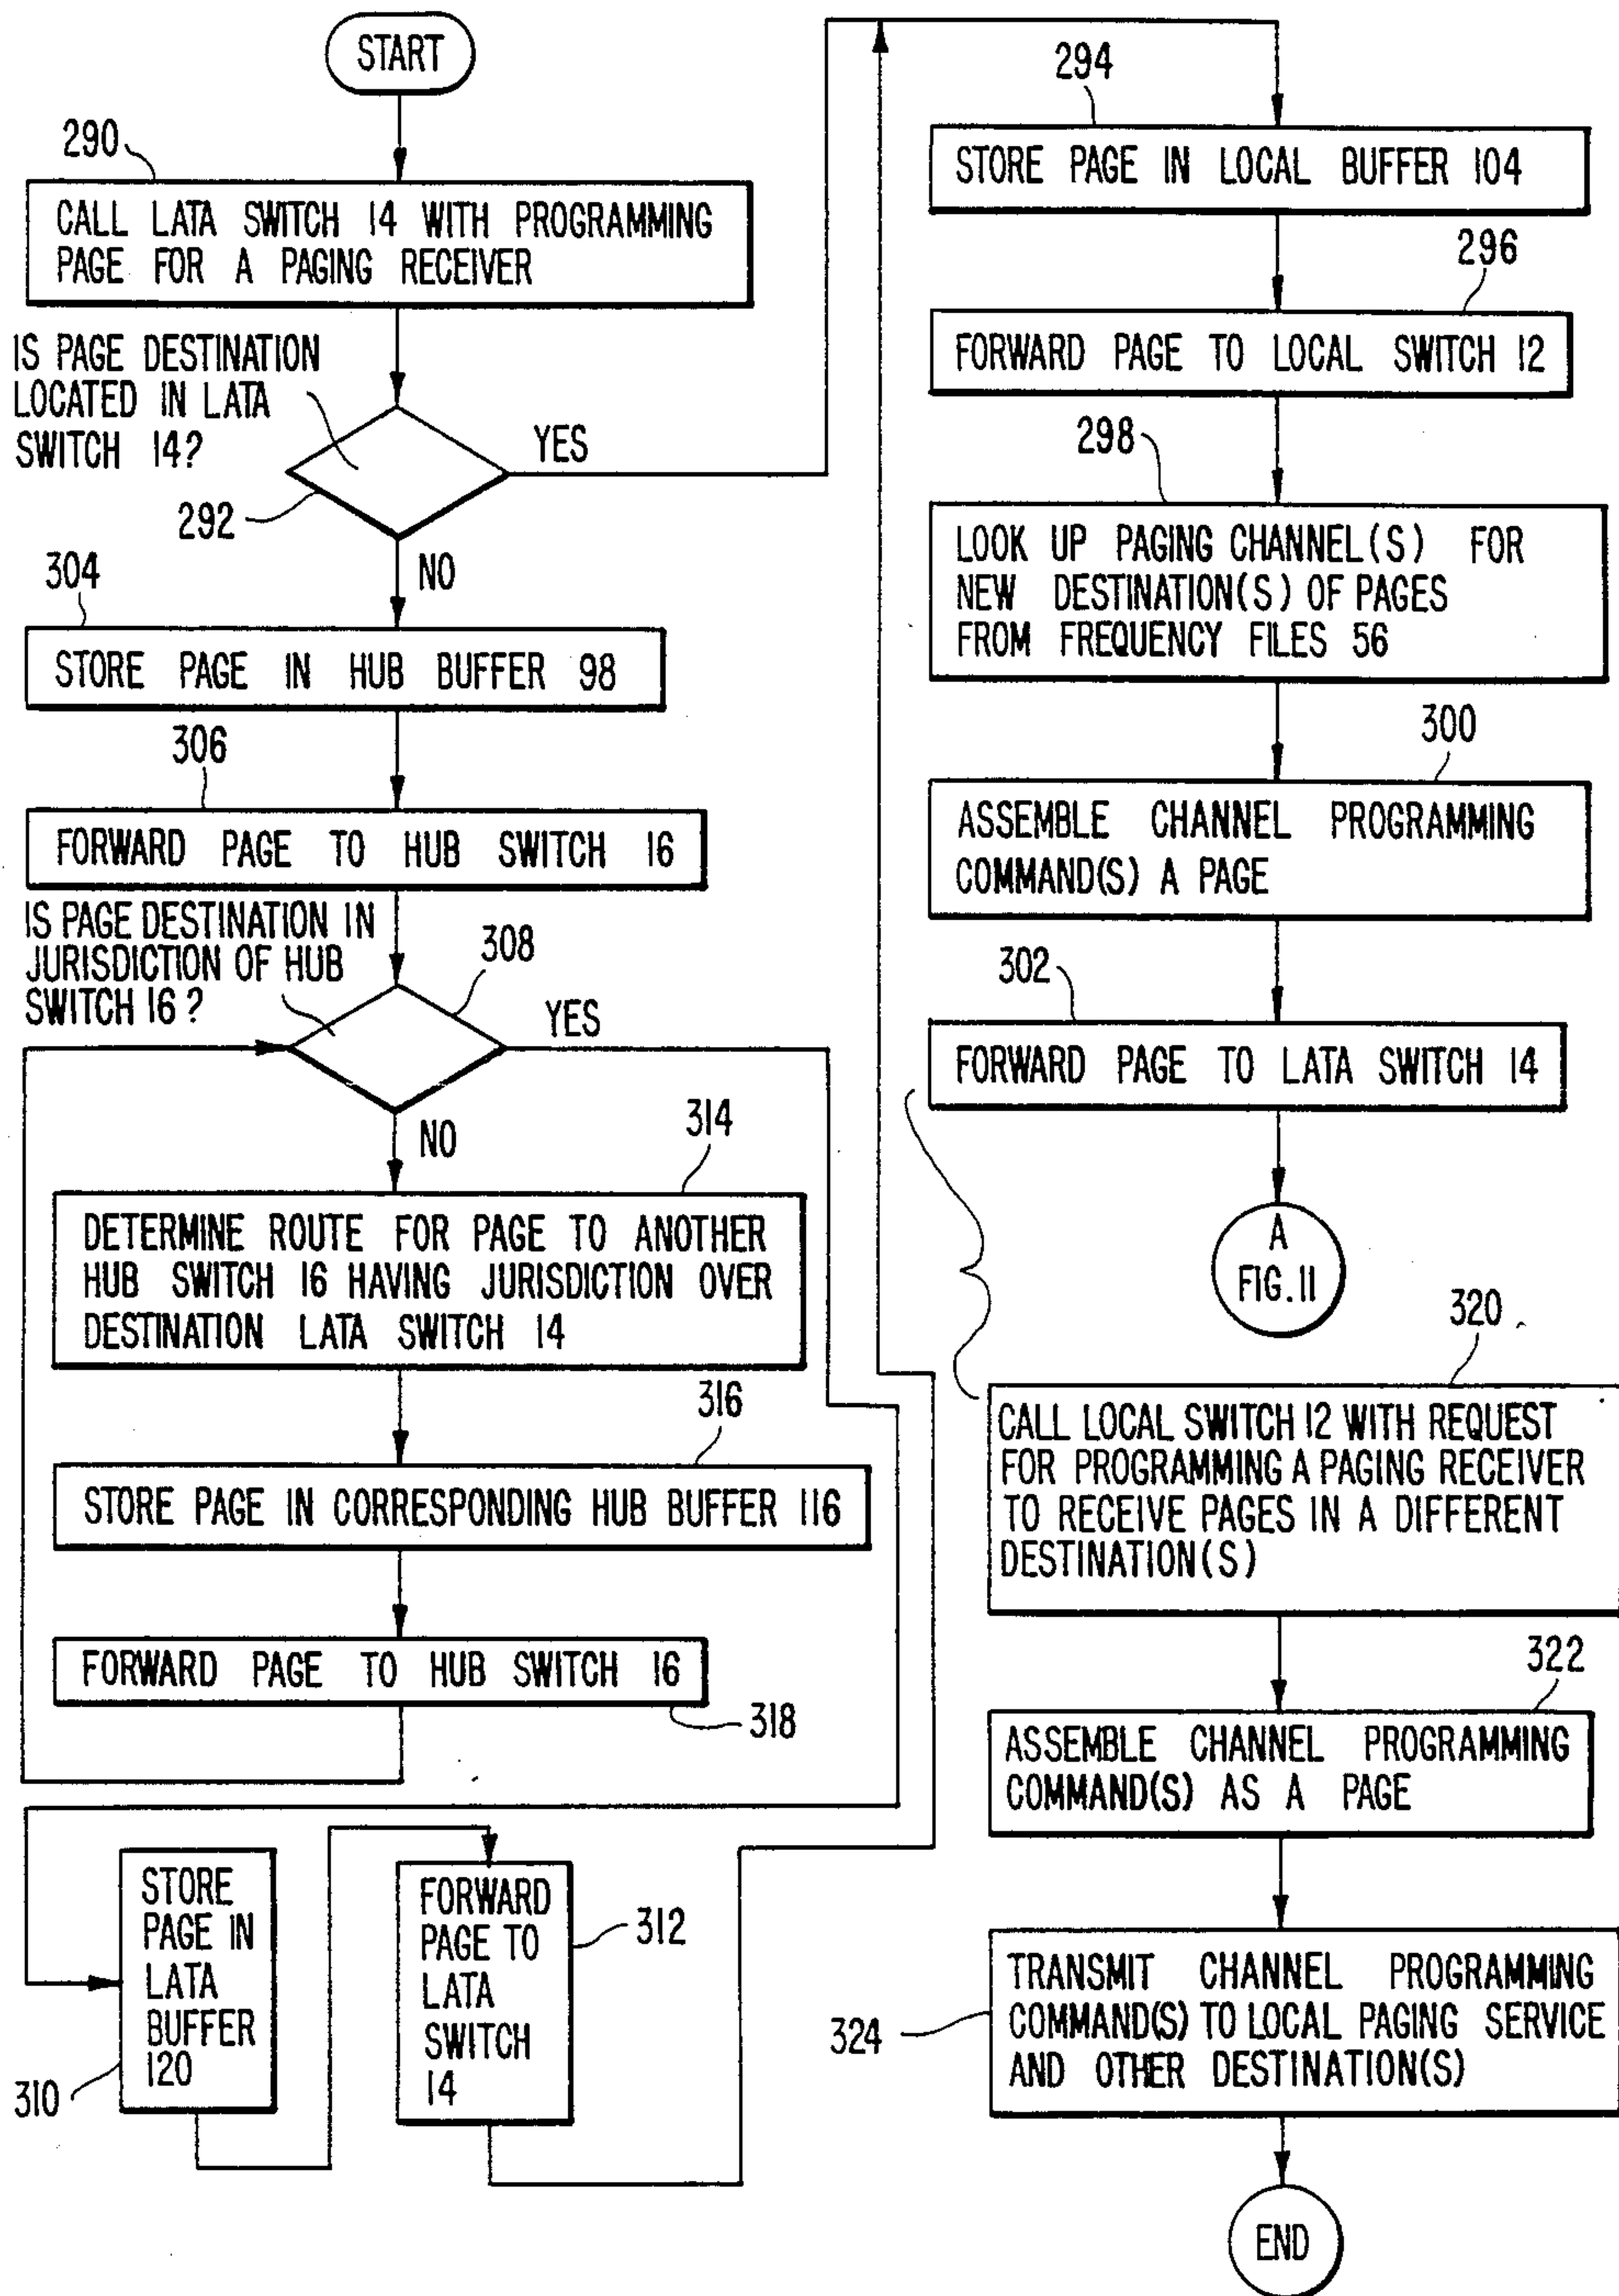 START
290
CALL LATA SWITCH 14 WITH PROGRAMMING
PAGE FOR A PAGING RECEIVER
IS PAGE DESTINATION
LOCATED IN LATA
SWITCH 14?
YES
292
NO
304
STORE PAGE IN HUB BUFFER 98
306
FORWARD PAGE TO HUB SWITCH 16
IS PAGE DESTINATION IN
JURISDICTION OF HUB
SWITCH 16?
308
YES
NO
314
DETERMINE ROUTE FOR PAGE TO ANOTHER
HUB SWITCH 16 HAVING JURISDICTION OVER
DESTINATION LATA SWITCH 14
316
STORE PAGE IN CORRESPONDING HUB BUFFER 116
FORWARD PAGE TO HUB SWITCH 16
318
STORE
PAGE IN
LATA
BUFFER
120
310
FORWARD
PAGE TO
LATA
SWITCH
14
312
294
STORE PAGE IN LOCAL BUFFER 104
296
FORWARD PAGE TO LOCAL SWITCH 12
298
LOOK UP PAGING CHANNEL(S) FOR
NEW DESTINATION(S) OF PAGES
FROM FREQUENCY FILES 56
300
ASSEMBLE CHANNEL PROGRAMMING
COMMAND(S) A PAGE
302
FORWARD PAGE TO LATA SWITCH 14
A
FIG. 11
320
CALL LOCAL SWITCH 12 WITH REQUEST
FOR PROGRAMMING A PAGING RECEIVER
TO RECEIVE PAGES IN A DIFFERENT
DESTINATION(S)
322
ASSEMBLE CHANNEL PROGRAMMING
COMMAND(S) AS A PAGE
TRANSMIT CHANNEL PROGRAMMING
COMMAND(S) TO LOCAL PAGING SERVICE
AND OTHER DESTINATION(S)
324
END